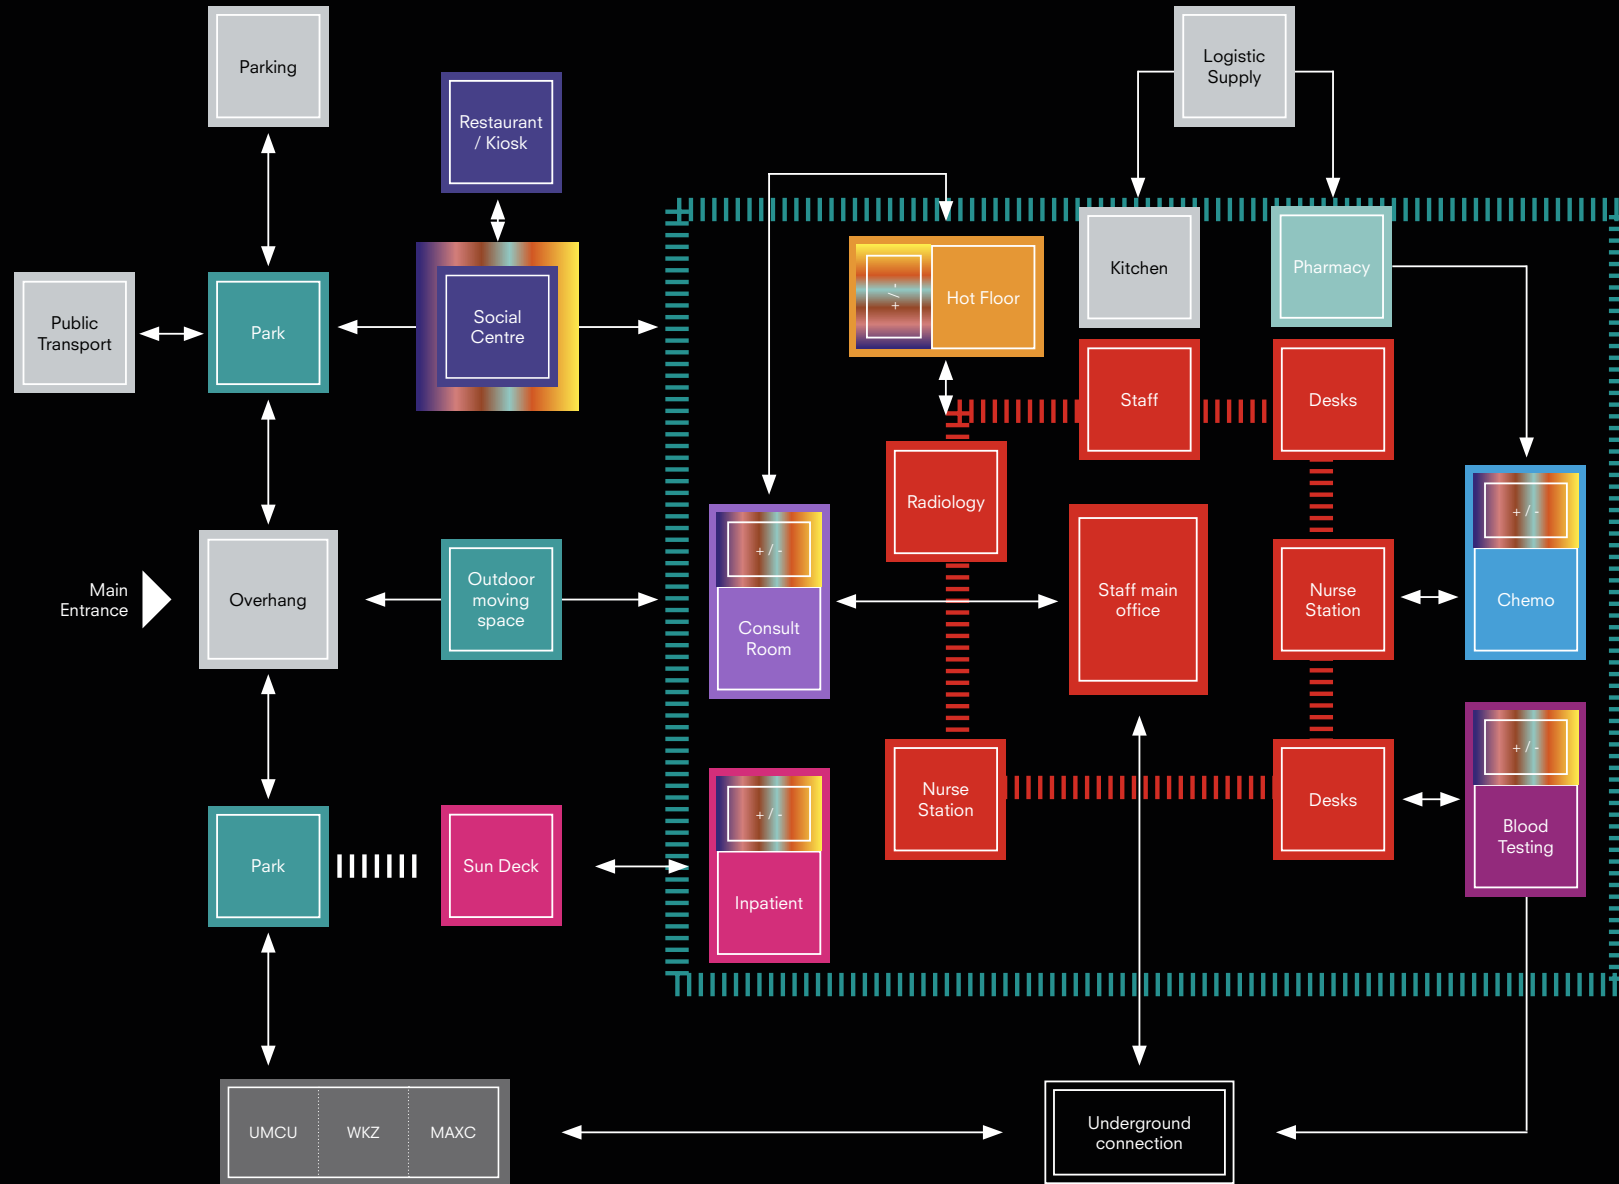 Parking
Logistic
Supply
Restaurant
/ Kiosk
Public
Transport
Park
Social
Centre
+ / -
Hot Floor
Kitchen
Pharmacy
Staff
Desks
Radiology
+ / -
Consult
Room
Staff main
office
Nurse
Station
+ / -
Chemo
Main
Entrance
Overhang
Outdoor
moving
space
Park
Sun Deck
+ / -
Inpatient
Nurse
Station
Desks
+ / -
Blood
Testing
UMCU
WKZ
MAXC
Underground
connection